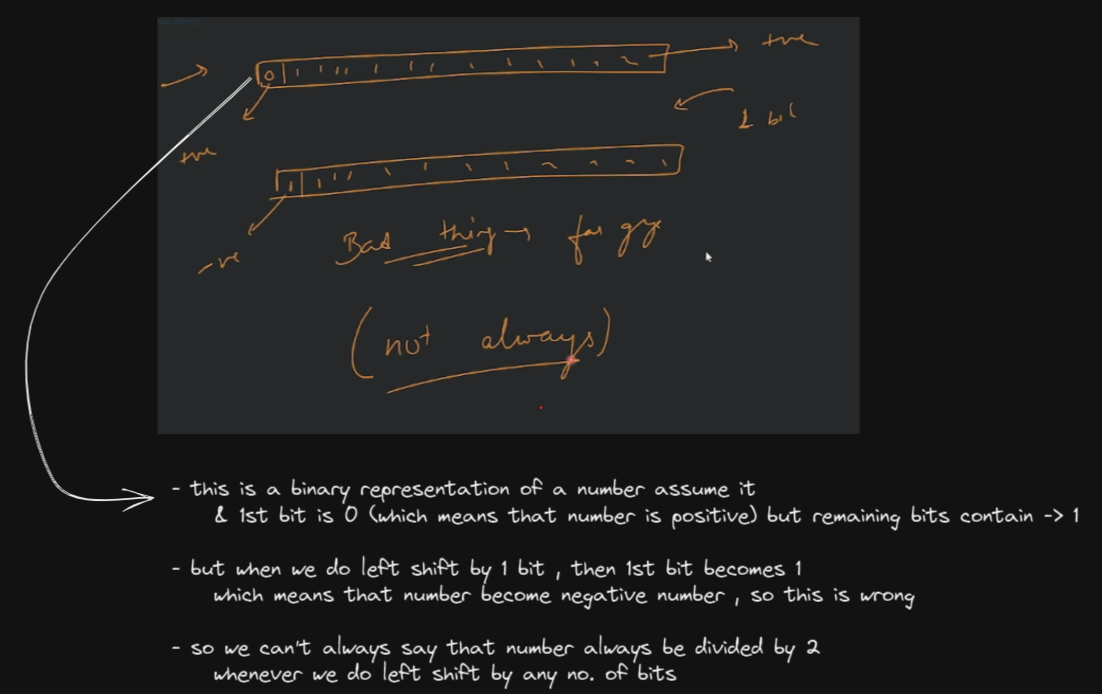 0
+ve
1 bit
+ve
-ve
Bad thing → for
(not always)
- this is a binary representation of a number assume it
& 1st bit is 0 (which means that number is positive) but remaining bits contain -> 1
- but when we do left shift by 1 bit , then 1st bit becomes 1
which means that number become negative number , so this is wrong
- so we can't always say that number always be divided by 2
whenever we do left shift by any no. of bits